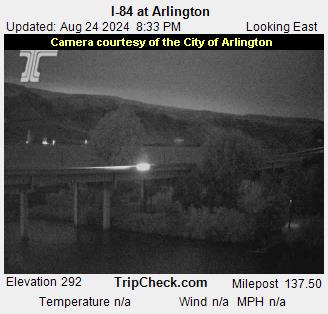 I-84 at Arlington
Updated: Aug 24 2024 8:33 PM Looking East
Camera courtesy of the City of Arlington
Elevation 292 TripCheck.com Milepost 137.50
Temperature n/a Wind n/a MPH n/a